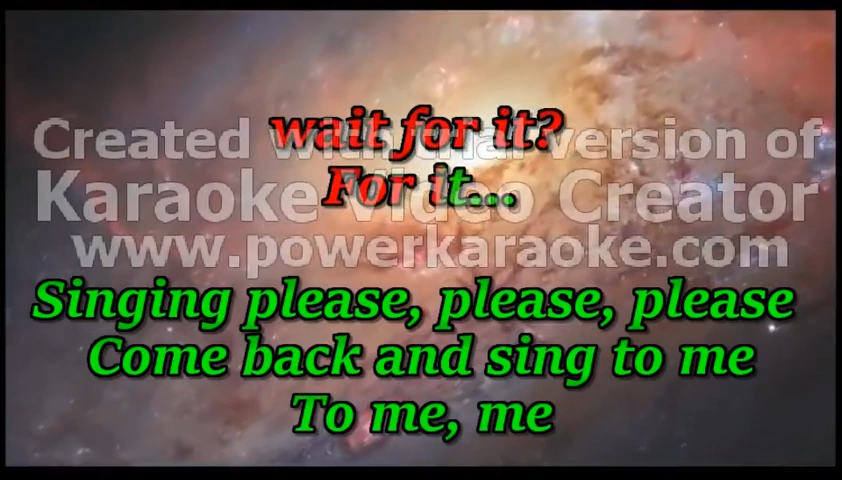 wait for it?
Created with trial version of
For it...
Karaoke Video Creator
www.powerkaraoke.com
Singing please, please, please
Come back and sing to me
To me, me